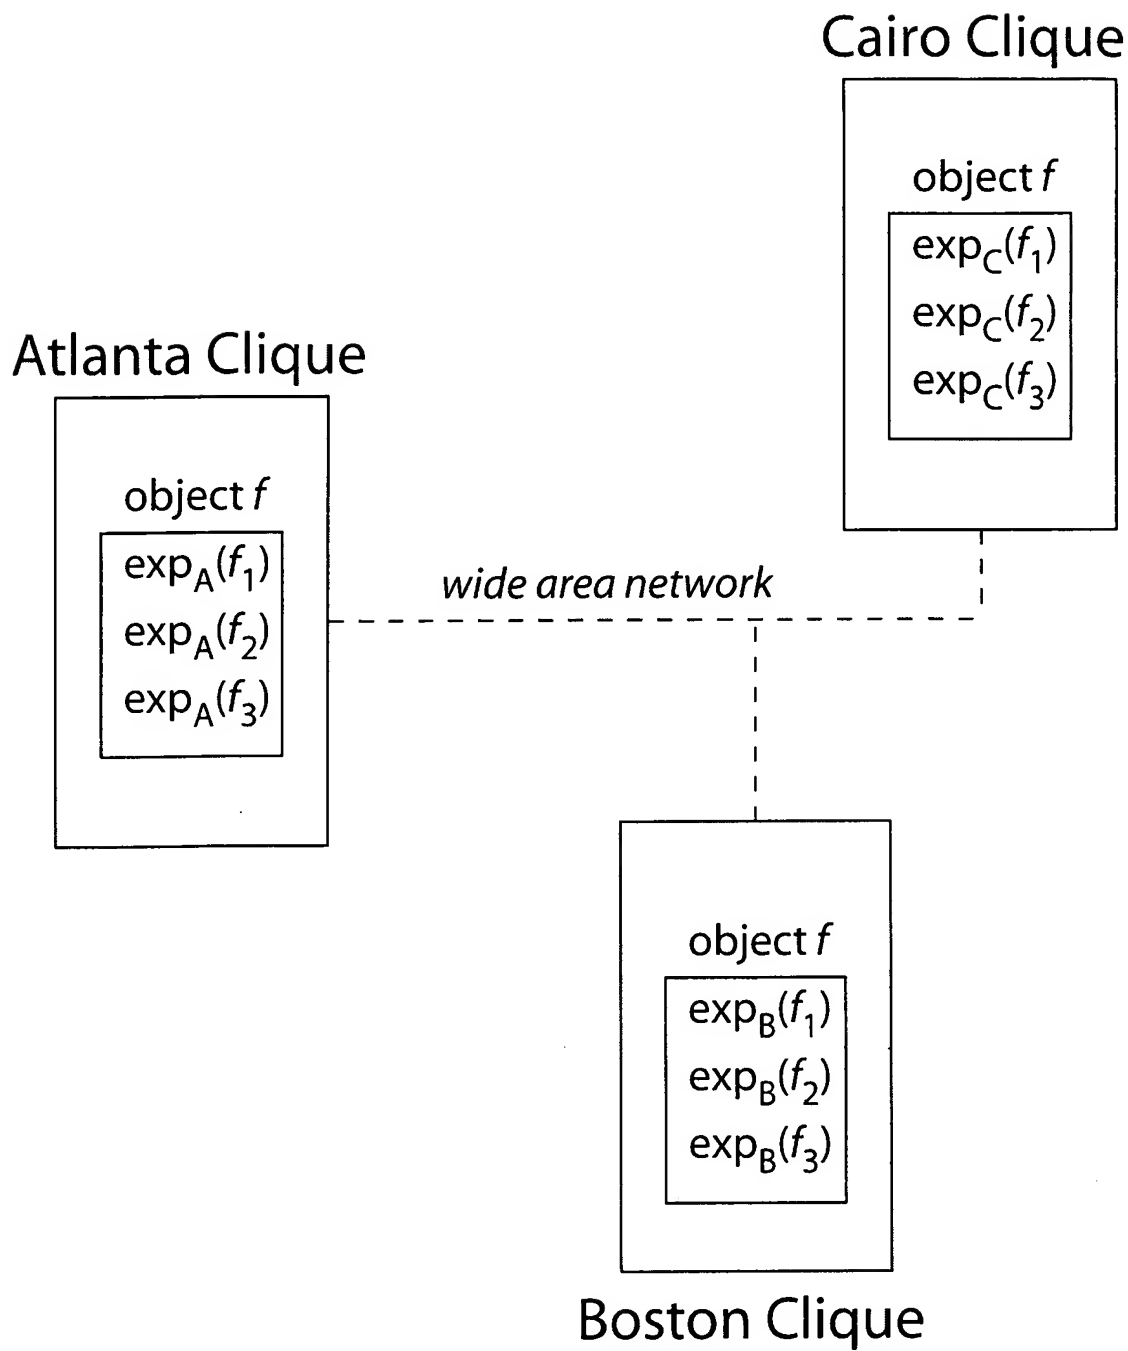 Cairo Clique
object f
exp_C(f_1)
exp_C(f_2)
exp_C(f_3)
Atlanta Clique
object f
exp_A(f_1)
exp_A(f_2)
exp_A(f_3)
wide area network
object f
exp_B(f_1)
exp_B(f_2)
exp_B(f_3)
Boston Clique